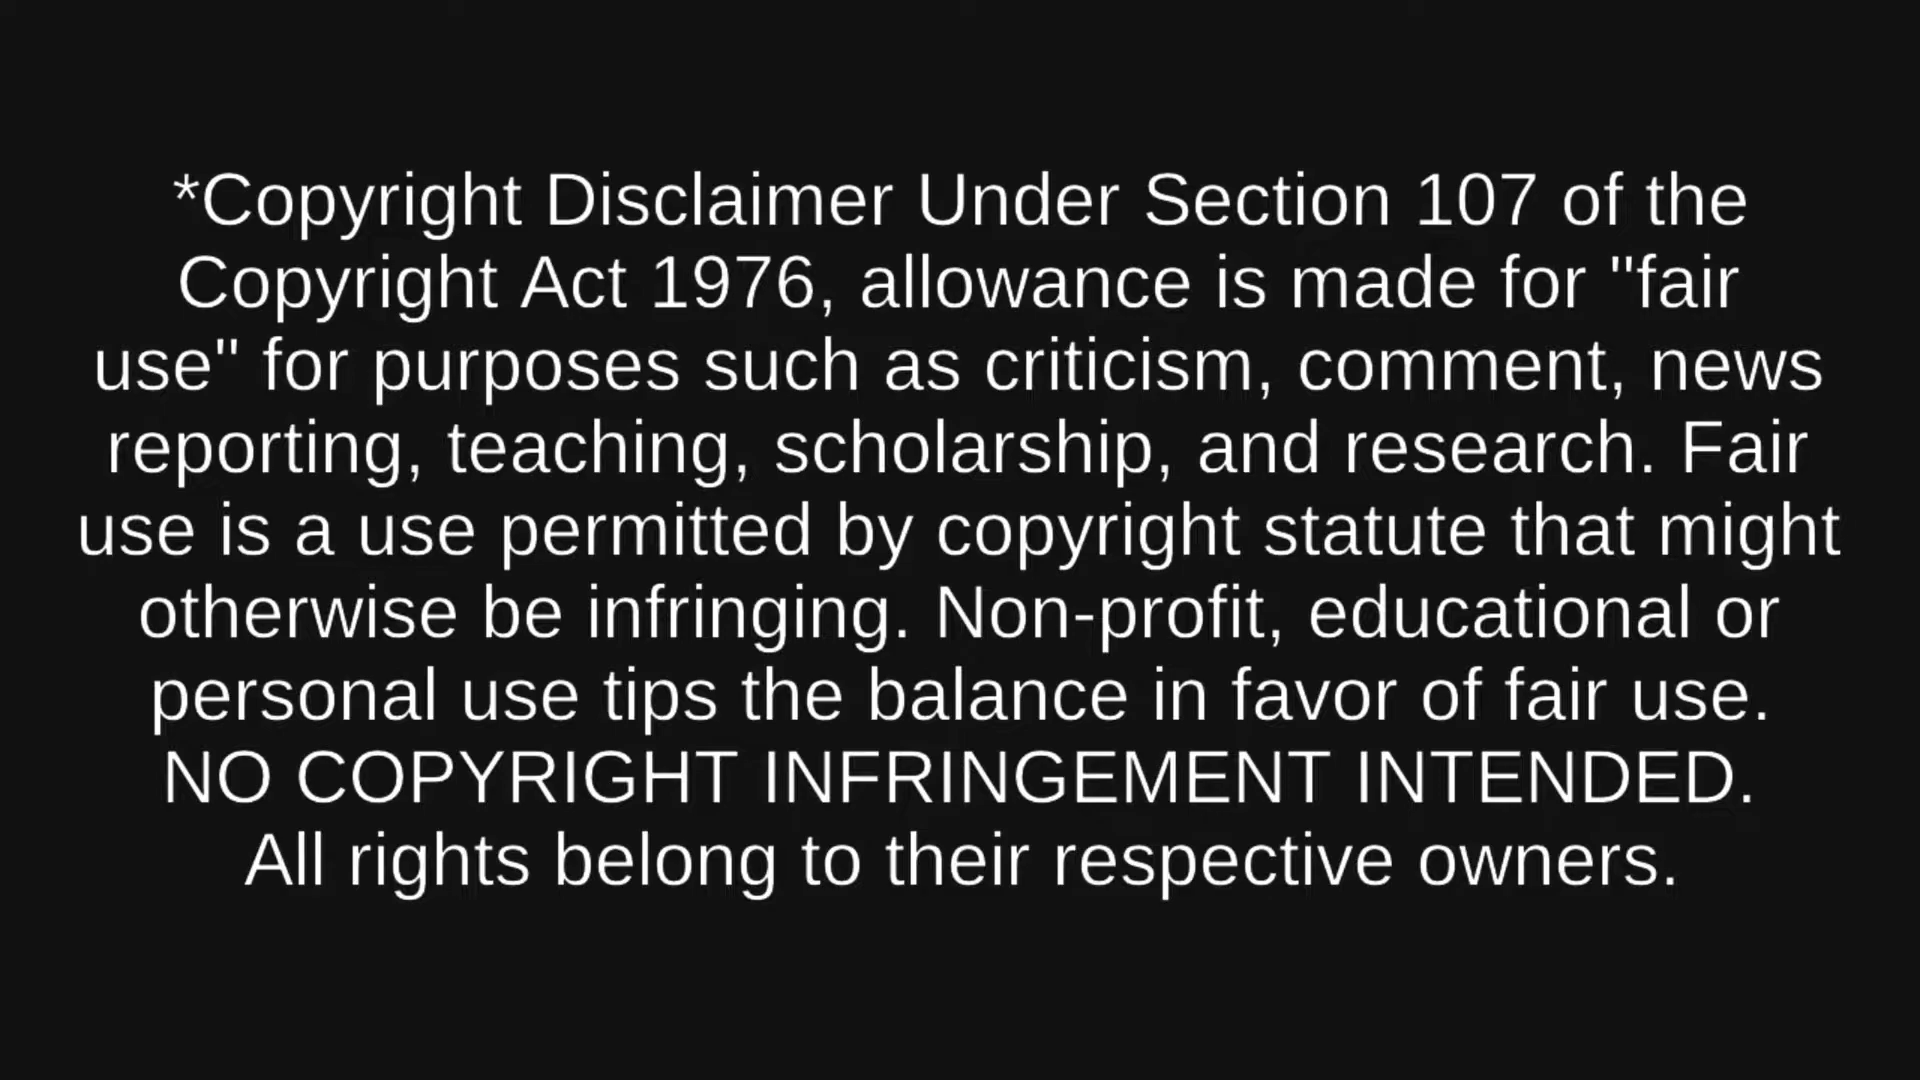 *Copyright Disclaimer Under Section 107 of the
Copyright Act 1976, allowance is made for "fair
use" for purposes such as criticism, comment, news
reporting, teaching, scholarship, and research. Fair
use is a use permitted by copyright statute that might
otherwise be infringing. Non-profit, educational or
personal use tips the balance in favor of fair use.
NO COPYRIGHT INFRINGEMENT INTENDED.
All rights belong to their respective owners.